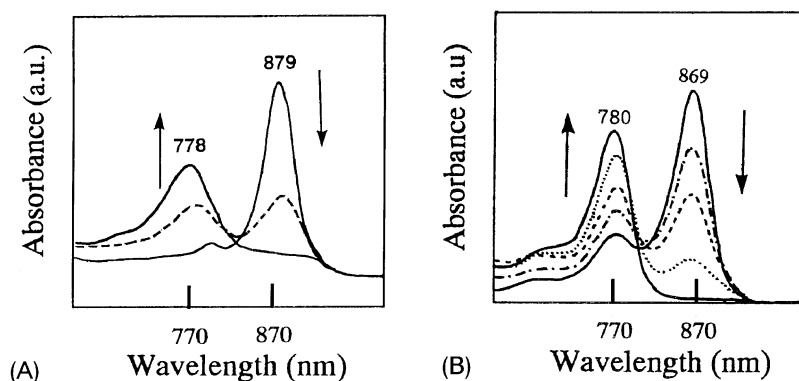 Absorbance (a.u.)
778
879
770
870
Wavelength (nm)
(A)
Absorbance (a.u)
780
869
770
870
Wavelength (nm)
(B)